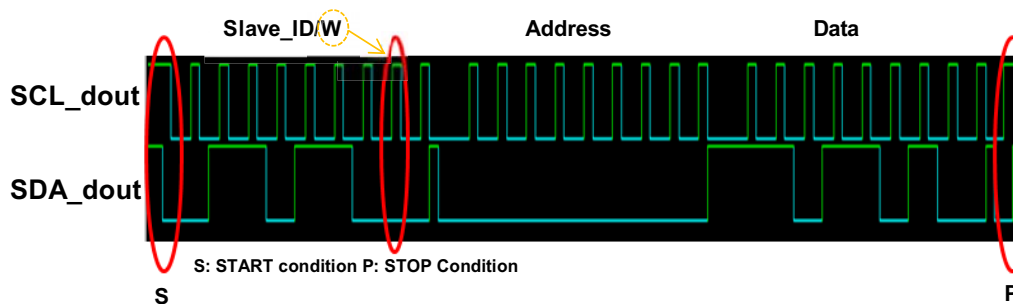 Slave_ID/W Address Data
SCL_dout
SDA_dout
S: START condition P: STOP Condition
S P